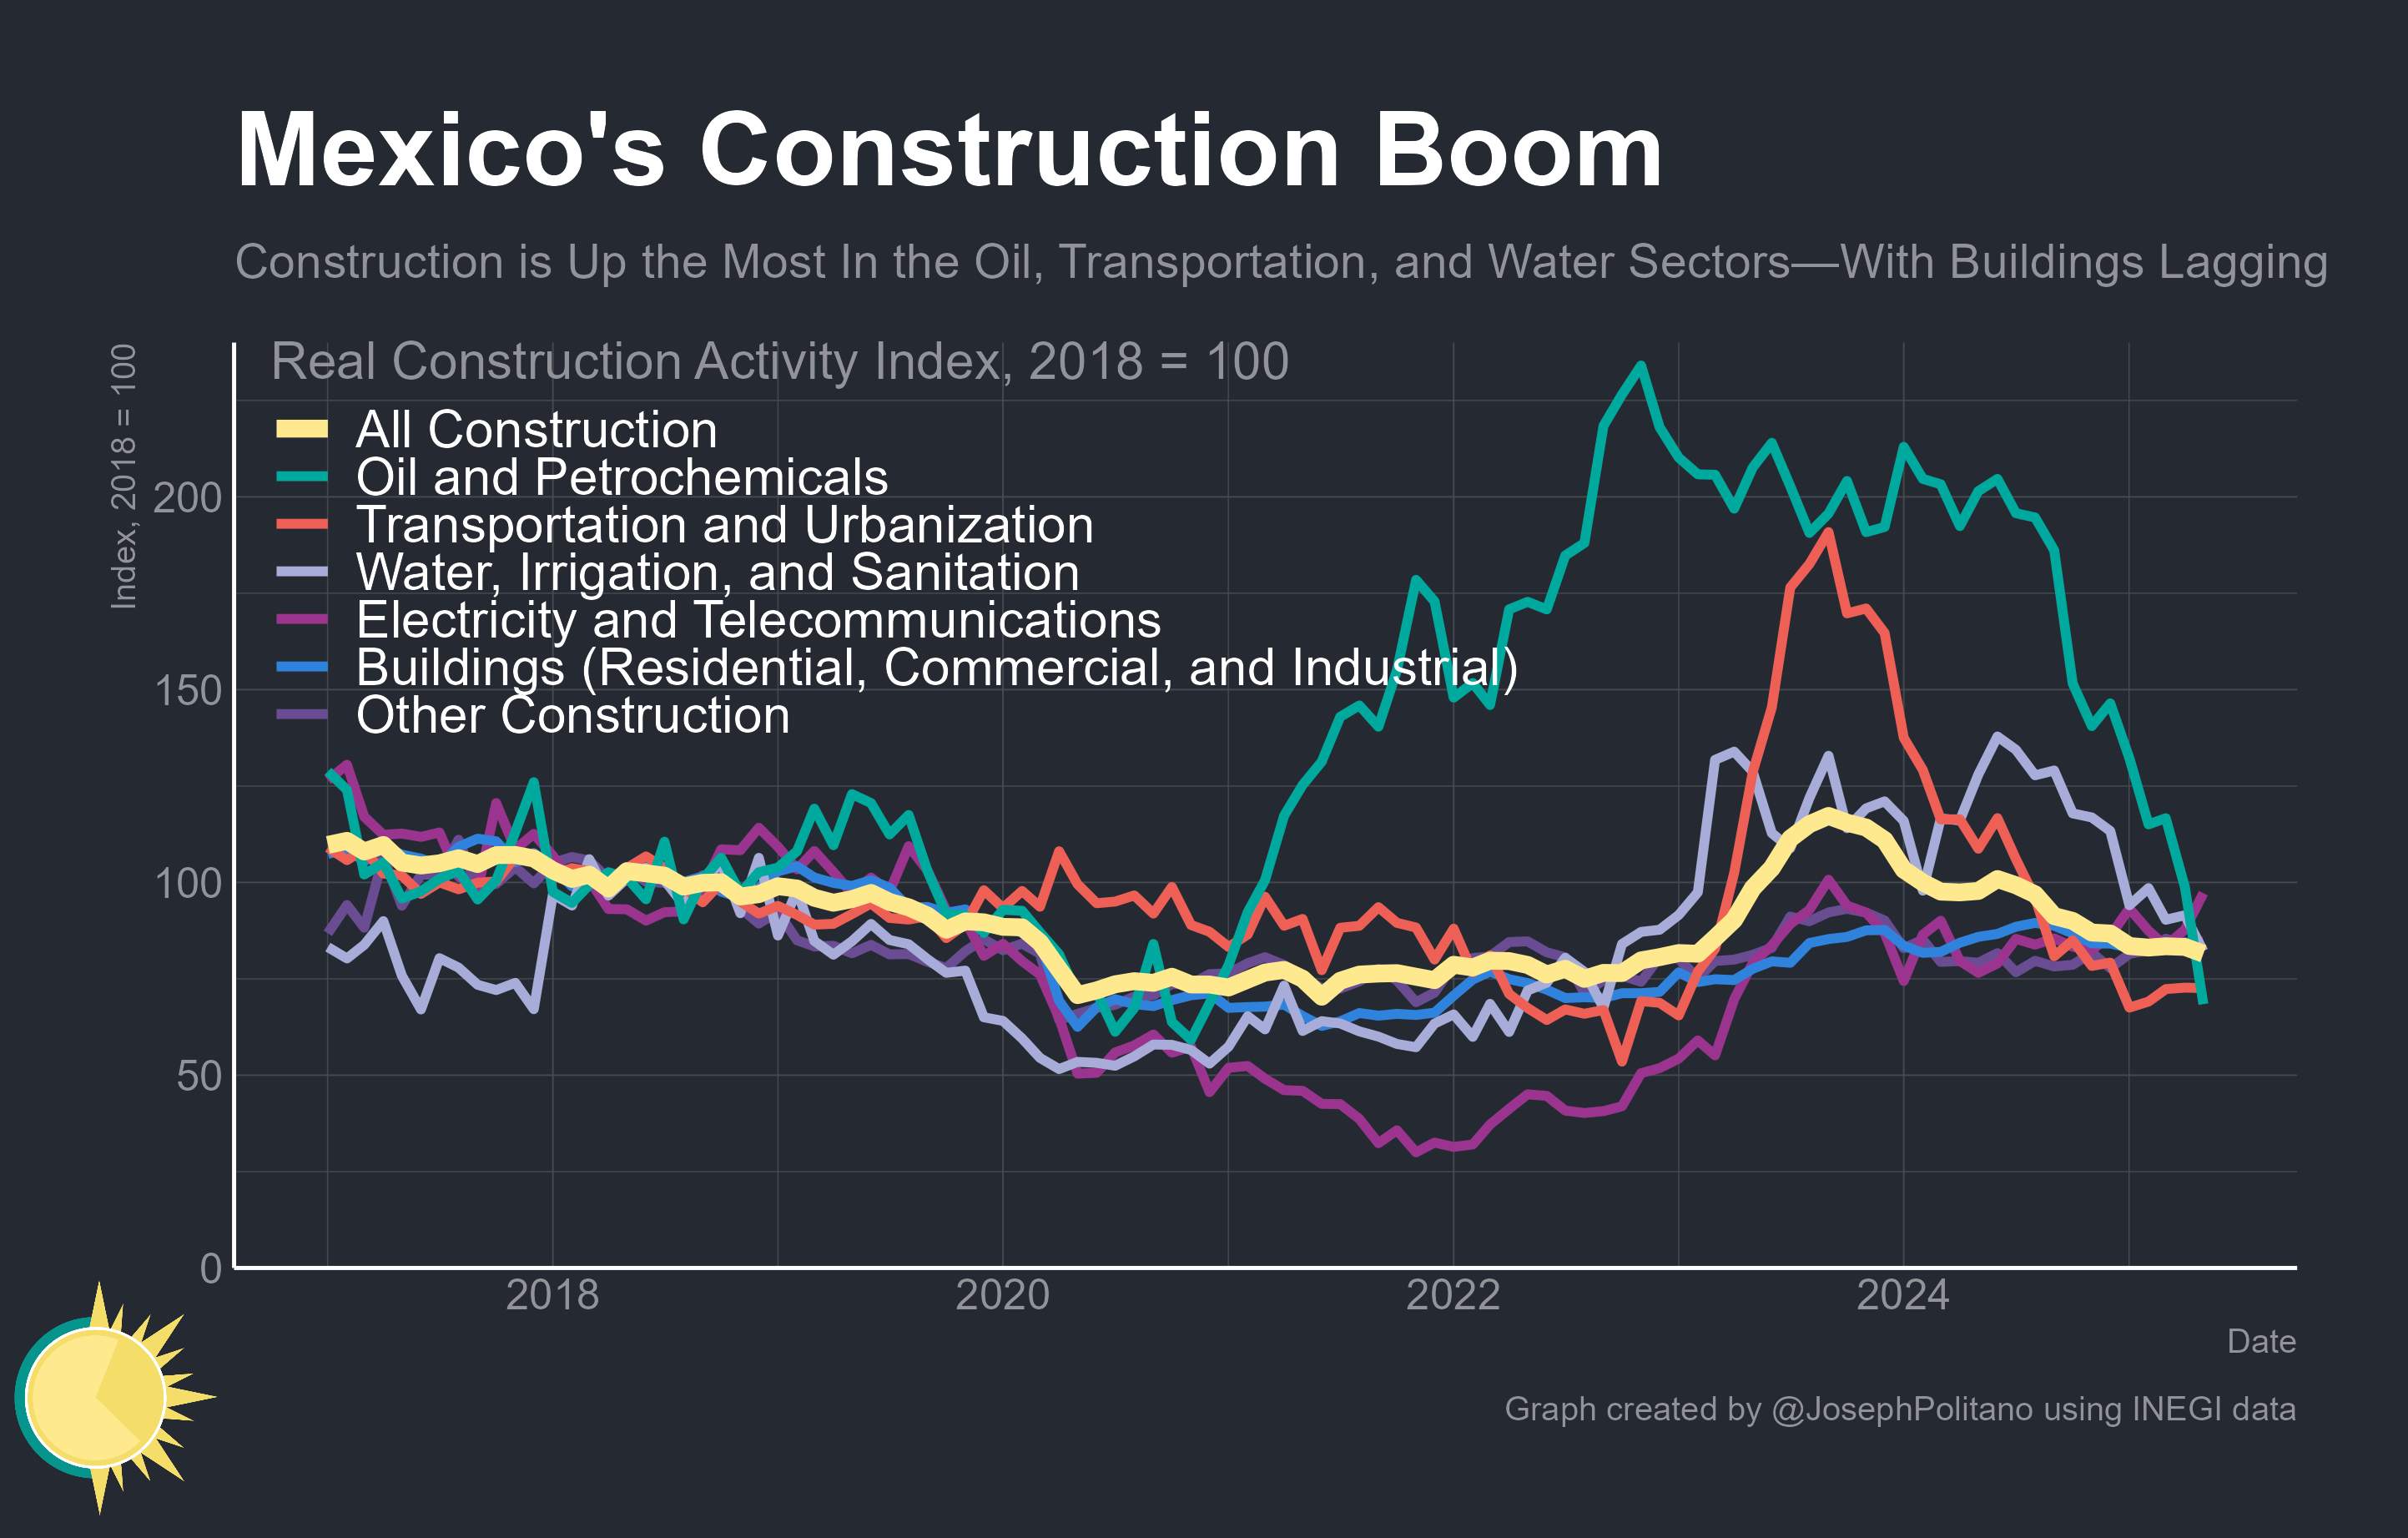 Mexico's Construction Boom
Construction is Up the Most In the Oil, Transportation, and Water Sectors—With Buildings Lagging
Index, 2018 = 100
Real Construction Activity Index, 2018 = 100
All Construction
Oil and Petrochemicals
Transportation and Urbanization
Water, Irrigation, and Sanitation
Electricity and Telecommunications
Buildings (Residential, Commercial, and Industrial)
Other Construction
200
150
100
50
0
2018 2020 2022 2024
Date
Graph created by @JosephPolitano using INEGI data